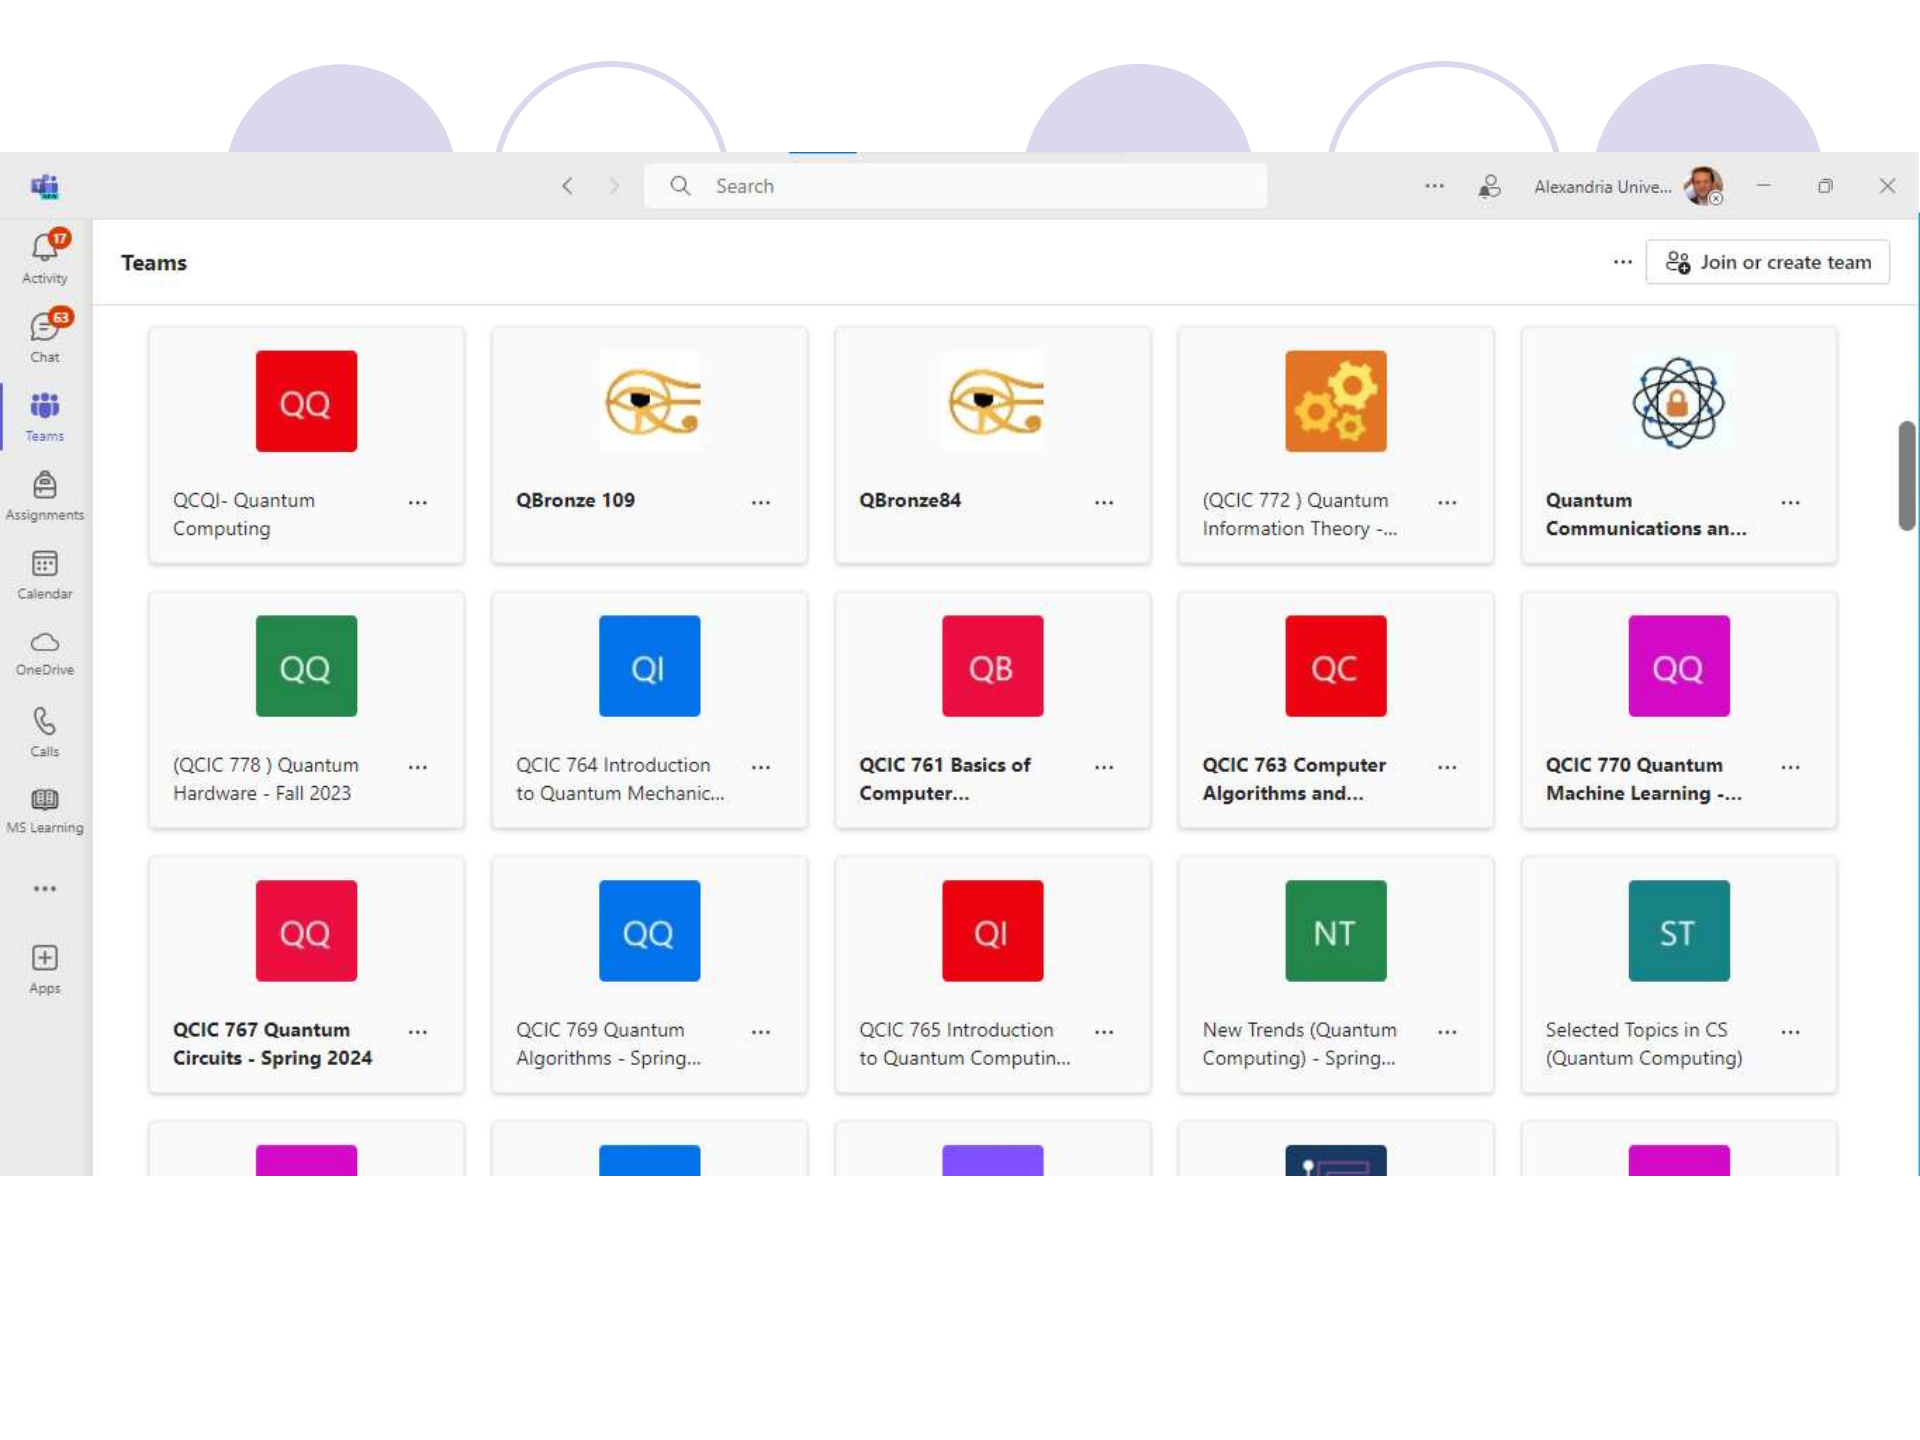 Search
Alexandria Unive...
NEW
17
Activity
Teams
Join or create team
63
Chat
Teams
Assignments
Calendar
OneDrive
Calls
MS Learning
Apps
QQ
QCQI- Quantum
Computing
QBronze 109
QBronze84
(QCIC 772 ) Quantum
Information Theory -...
Quantum
Communications an...
QQ
(QCIC 778 ) Quantum
Hardware - Fall 2023
QI
QCIC 764 Introduction
to Quantum Mechanic...
QB
QCIC 761 Basics of
Computer...
QC
QCIC 763 Computer
Algorithms and...
QQ
QCIC 770 Quantum
Machine Learning -...
QQ
QCIC 767 Quantum
Circuits - Spring 2024
QQ
QCIC 769 Quantum
Algorithms - Spring...
QI
QCIC 765 Introduction
to Quantum Computin...
NT
New Trends (Quantum
Computing) - Spring...
ST
Selected Topics in CS
(Quantum Computing)